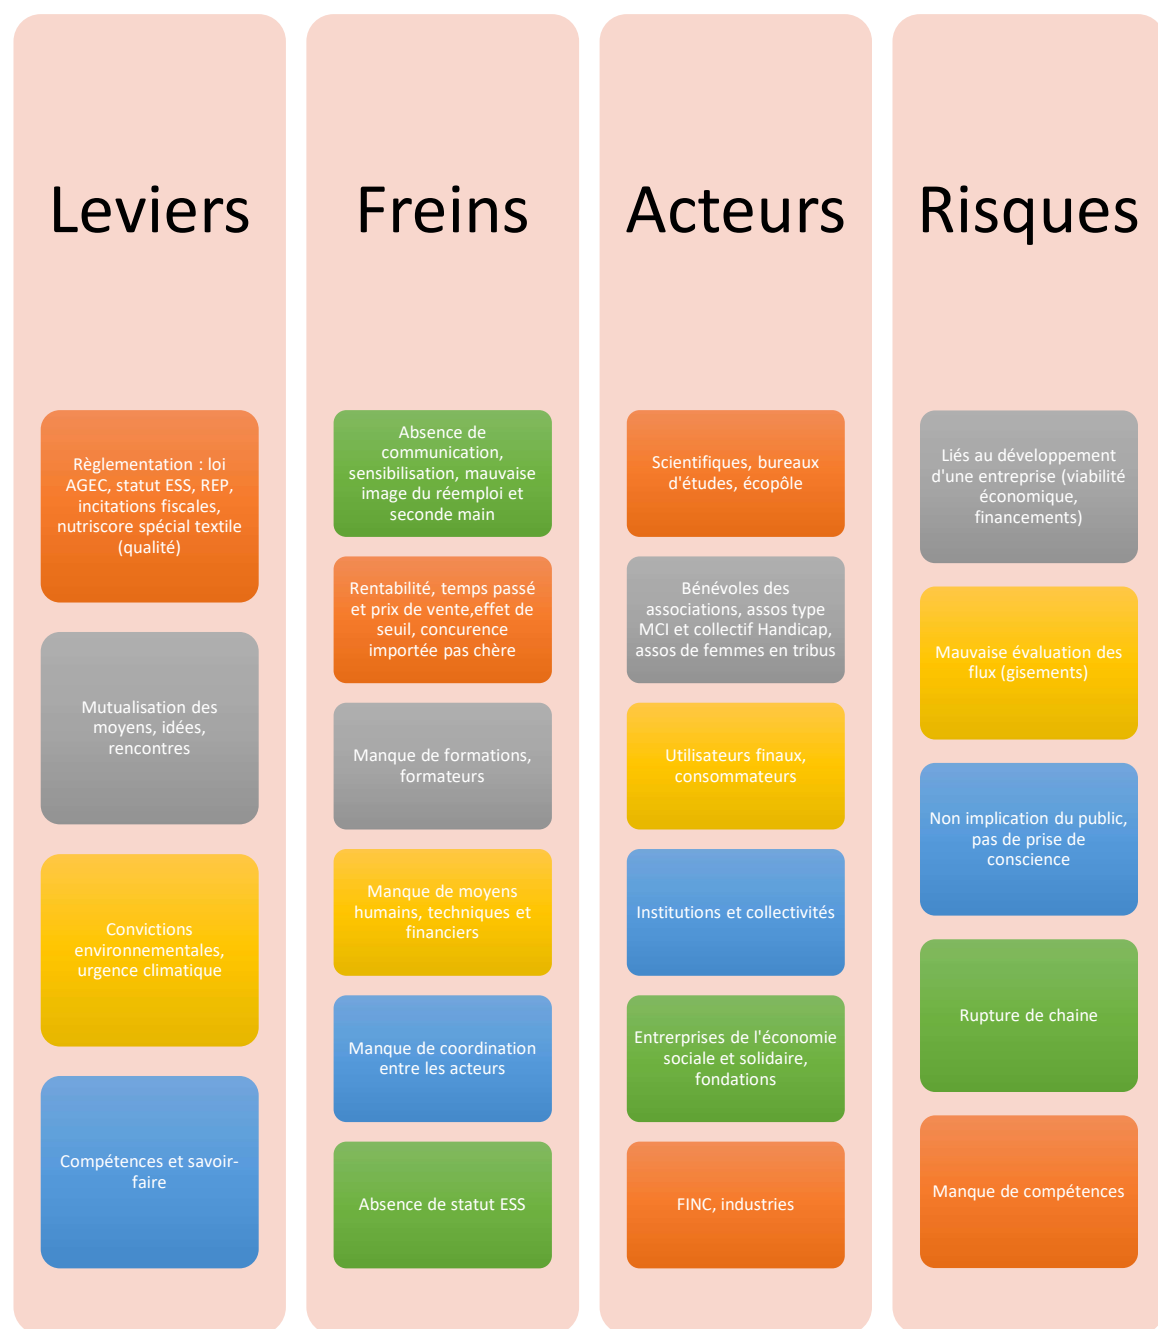 Leviers
Règlementation : loi
AGEC, statut ESS, REP,
incitations fiscales,
nutriscore spécial textile
(qualité)
Mutualisation des
moyens, idées,
rencontres
Convictions
environnementales,
urgence climatique
Compétences et savoir-
faire
Freins
Absence de
communication,
sensibilisation, mauvaise
image du réemploi et
seconde main
Rentabilité, temps passé
et prix de vente,effet de
seuil, concurence
importée pas chère
Manque de formations,
formateurs
Manque de moyens
humains, techniques et
financiers
Manque de coordination
entre les acteurs
Absence de statut ESS
Acteurs
Scientifiques, bureaux
d'études, écopôle
Bénévoles des
associations, assos type
MCI et collectif Handicap,
assos de femmes en tribus
Utilisateurs finaux,
consommateurs
Institutions et collectivités
Entrerprises de l'économie
sociale et solidaire,
fondations
FINC, industries
Risques
Liés au développement
d'une entreprise (viabilité
économique,
financements)
Mauvaise évaluation des
flux (gisements)
Non implication du public,
pas de prise de
conscience
Rupture de chaine
Manque de compétences